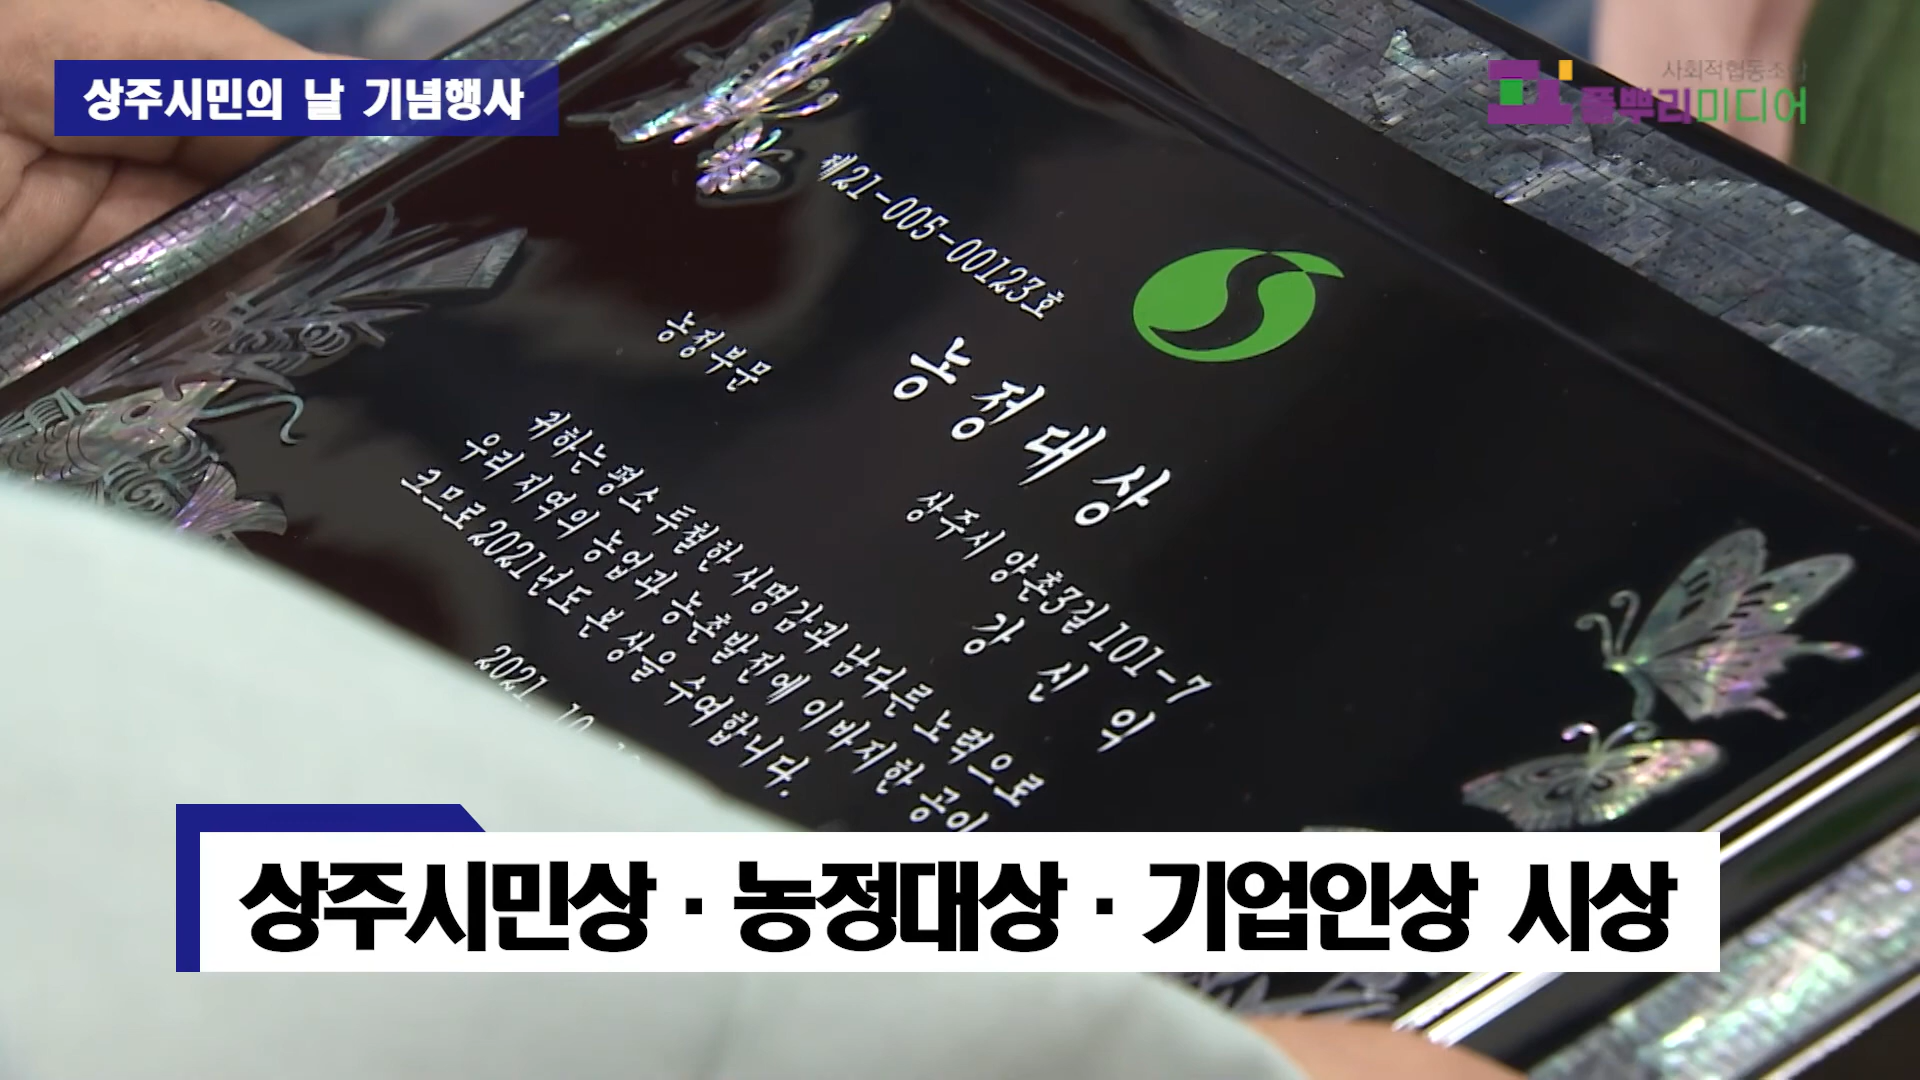 상주시민의 날 기념행사
사회적협동조합
풀뿌리미디어
제21-005-00123호
농정대상
농정부문
상주시 양촌3길 101-7
강 신 억
귀하는 평소 투철한 사명감과 남다른 노력으로
우리 지역의 농업과 농촌발전에 이바지한 공이
크므로 2021년도 본 상을 수여합니다.
2021. 10.
상주시민상 · 농정대상 · 기업인상 시상